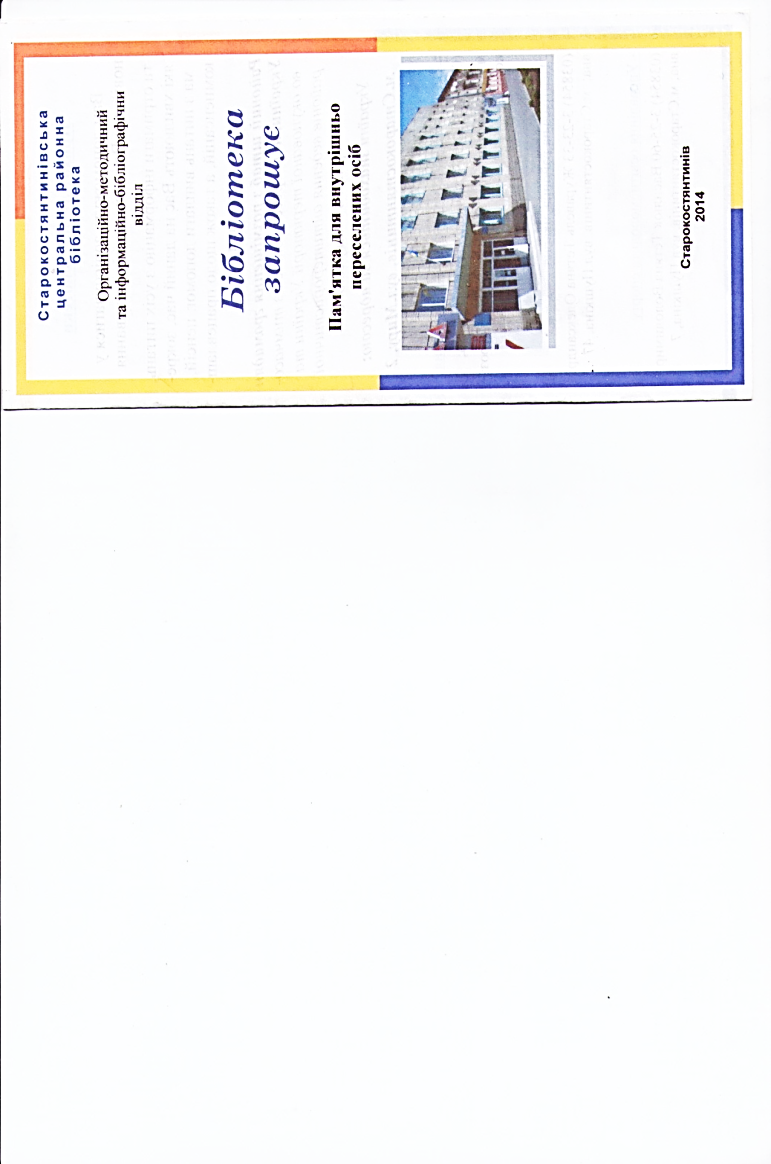 Старокостянтинівська
центральна районна
бібліотека
Організаційно-методичний
та інформаційно-бібліографічни
відділ
Бібліотека
запрошує
Пам'ятка для внутрішньо
переселених осіб
Старокостянтинів
2014